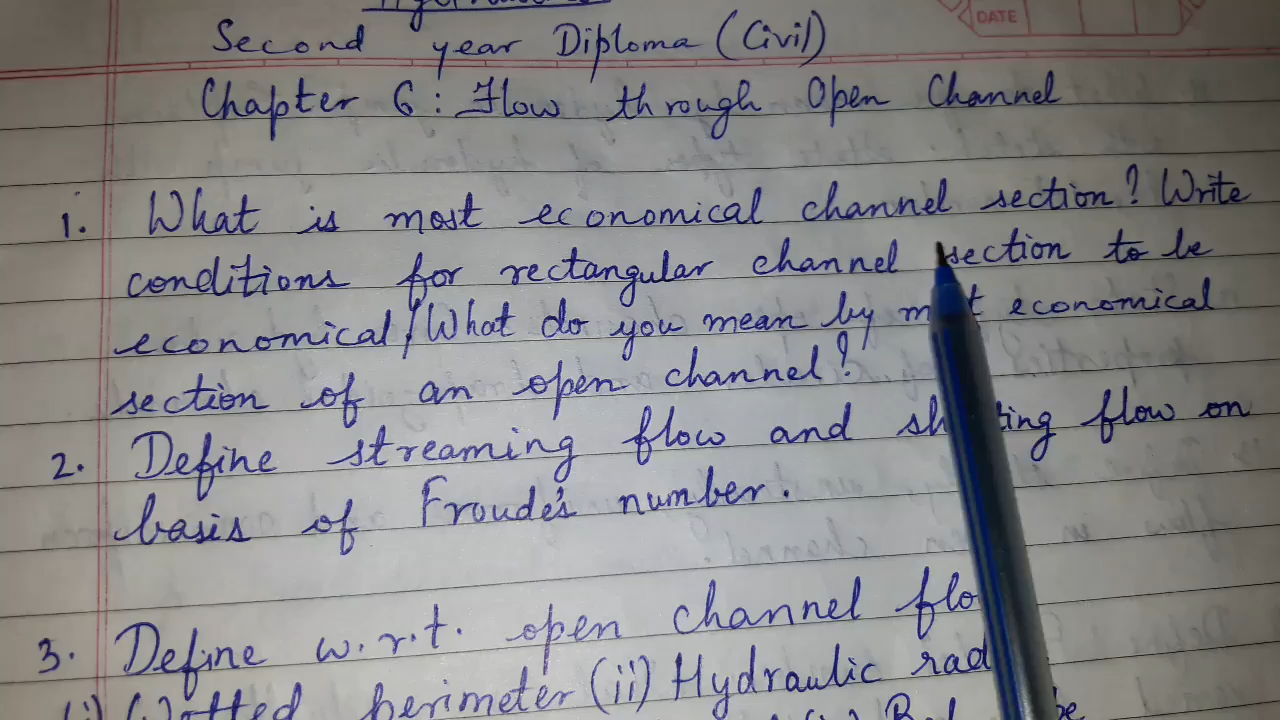 DATE
Second year Diploma (Civil)
Chapter 6 : Flow through Open Channel
1. What is most economical channel section? Write
conditions for rectangular channel section to be
economical/What do you mean by economical
section of an open channel?
2. Define streaming flow and flow on
basis of Froude's number.
3. Define w.r.t. open channel
(i) Wetted perimeter (ii) Hydraulic